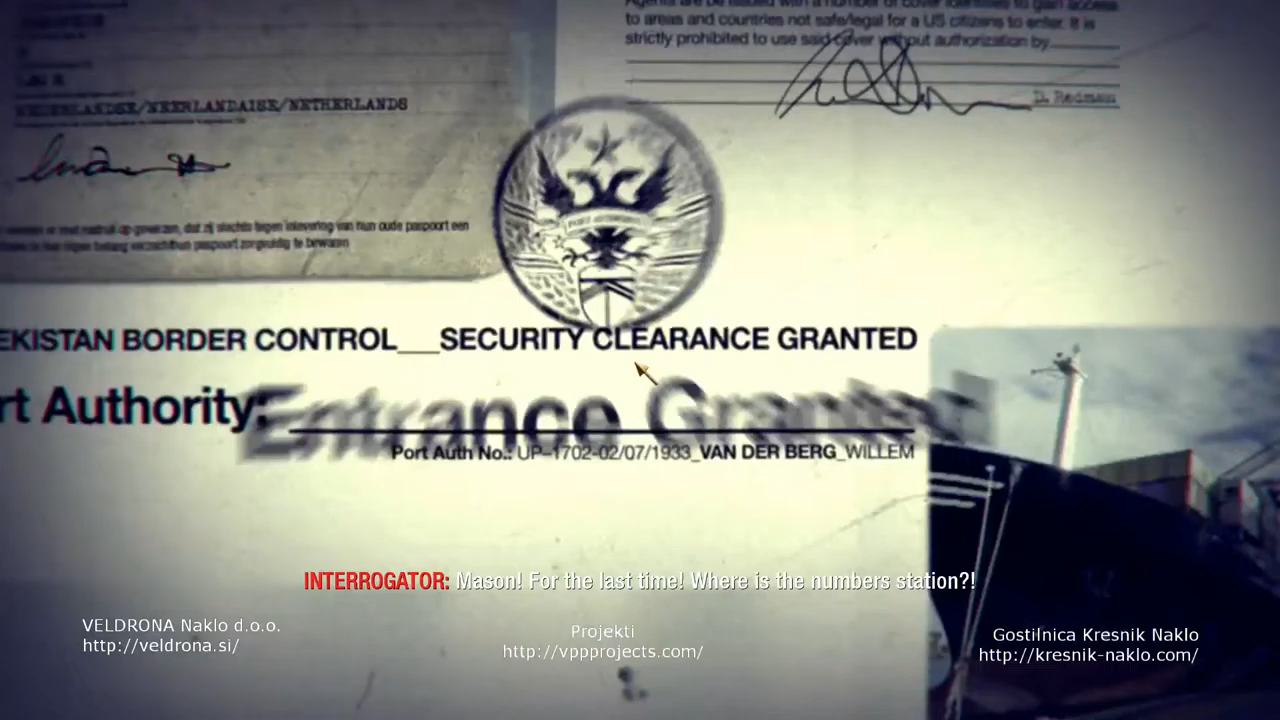 to areas and countries not safe/legal for a US citizens to enter. It is
strictly prohibited to use said cover without authorization by
D. Redman
NEDERLANDSE/NEERLANDAISE/NETHERLANDS
EKISTAN BORDER CONTROL___SECURITY CLEARANCE GRANTED
rt Authority:
Entrance Granted
Port Auth No.: UP-1702-02/07/1933_VAN DER BERG_WILLEM
INTERROGATOR: Mason! For the last time! Where is the numbers station?!
VELDRONA Naklo d.o.o.
http://veldrona.si/
Projekti
http://vppprojects.com/
Gostilnica Kresnik Naklo
http://kresnik-naklo.com/